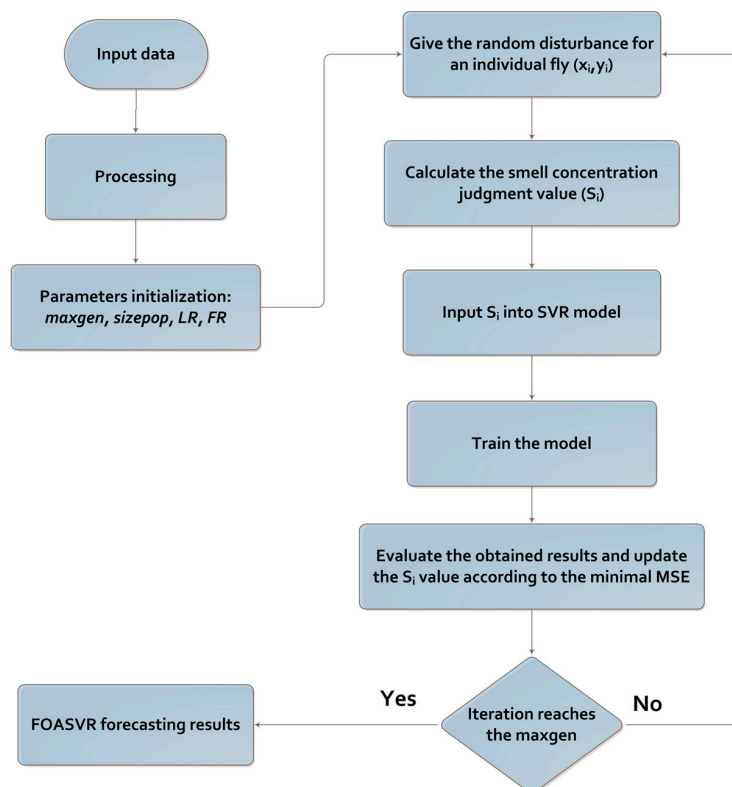 Input data
Processing
Parameters initialization:
maxgen, sizepop, LR, FR
Give the random disturbance for
an individual fly (xᵢ,yᵢ)
Calculate the smell concentration
judgment value (Sᵢ)
Input Sᵢ into SVR model
Train the model
Evaluate the obtained results and update
the Sᵢ value according to the minimal MSE
Iteration reaches
the maxgen
Yes
No
FOASVR forecasting results